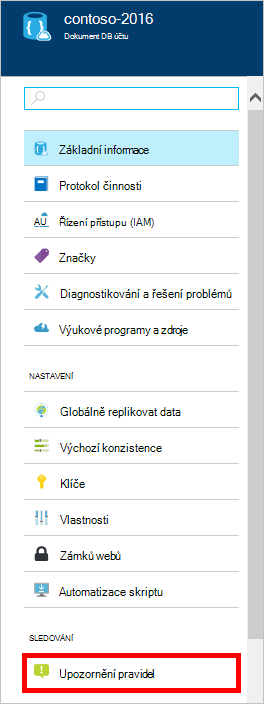 contoso-2016
Dokument DB účtu
Základní informace
Protokol činnosti
Řízení přístupu (IAM)
Značky
Diagnostikování a řešení problémů
Výukové programy a zdroje
NASTAVENÍ
Globálně replikovat data
Výchozí konzistence
Klíče
Vlastnosti
Zámků webů
Automatizace skriptu
SLEDOVÁNÍ
Upozornění pravidel